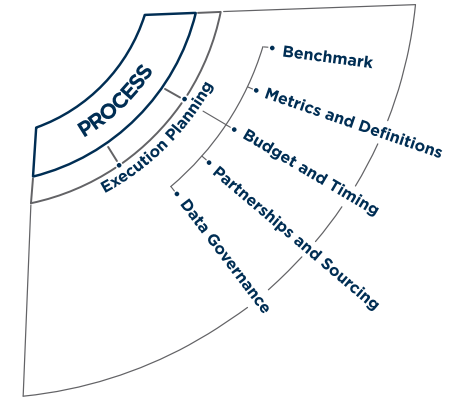 PROCESS
Execution Planning
Benchmark
Metrics and Definitions
Budget and Timing
Partnerships and Sourcing
Data Governance